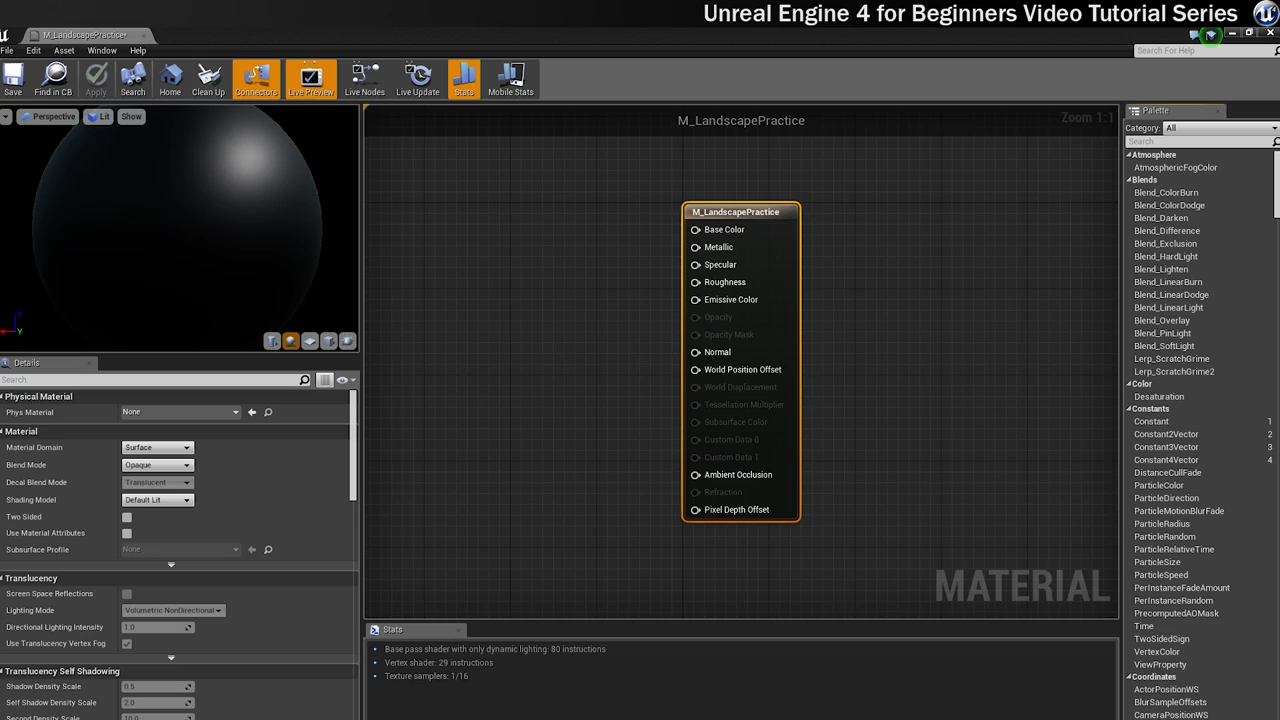 Unreal Engine 4 for Beginners Video Tutorial Series
M_LandscapePractice*
File Edit Asset Window Help
Search For Help
Save Find in CB Apply Search Home Clean Up Connectors Live Preview Live Nodes Live Update Stats Mobile Stats
Perspective Lit Show
M_LandscapePractice
Zoom 1:1
M_LandscapePractice
Base Color
Metallic
Specular
Roughness
Emissive Color
Opacity
Opacity Mask
Normal
World Position Offset
World Displacement
Tessellation Multiplier
Subsurface Color
Custom Data 0
Custom Data 1
Ambient Occlusion
Refraction
Pixel Depth Offset
MATERIAL
Details
Search
Physical Material
Phys Material None
Material
Material Domain Surface
Blend Mode Opaque
Decal Blend Mode Translucent
Shading Model Default Lit
Two Sided
Use Material Attributes
Subsurface Profile None
Translucency
Screen Space Reflections
Lighting Mode Volumetric NonDirectional
Directional Lighting Intensity 1.0
Use Translucency Vertex Fog
Translucency Self Shadowing
Shadow Density Scale 0.5
Self Shadow Density Scale 2.0
Second Density Scale 10.0
Stats
Base pass shader with only dynamic lighting: 80 instructions
Vertex shader: 29 instructions
Texture samplers: 1/16
Palette
Category: All
Search
Atmosphere
AtmosphericFogColor
Blends
Blend_ColorBurn
Blend_ColorDodge
Blend_Darken
Blend_Difference
Blend_Exclusion
Blend_HardLight
Blend_Lighten
Blend_LinearBurn
Blend_LinearDodge
Blend_LinearLight
Blend_Overlay
Blend_PinLight
Blend_SoftLight
Lerp_ScratchGrime
Lerp_ScratchGrime2
Color
Desaturation
Constants
Constant 1
Constant2Vector 2
Constant3Vector 3
Constant4Vector 4
DistanceCullFade
ParticleColor
ParticleDirection
ParticleMotionBlurFade
ParticleRadius
ParticleRandom
ParticleRelativeTime
ParticleSize
ParticleSpeed
PerInstanceFadeAmount
PerInstanceRandom
PrecomputedAOMask
Time
TwoSidedSign
VertexColor
ViewProperty
Coordinates
ActorPositionWS
BlurSampleOffsets
CameraPositionWS